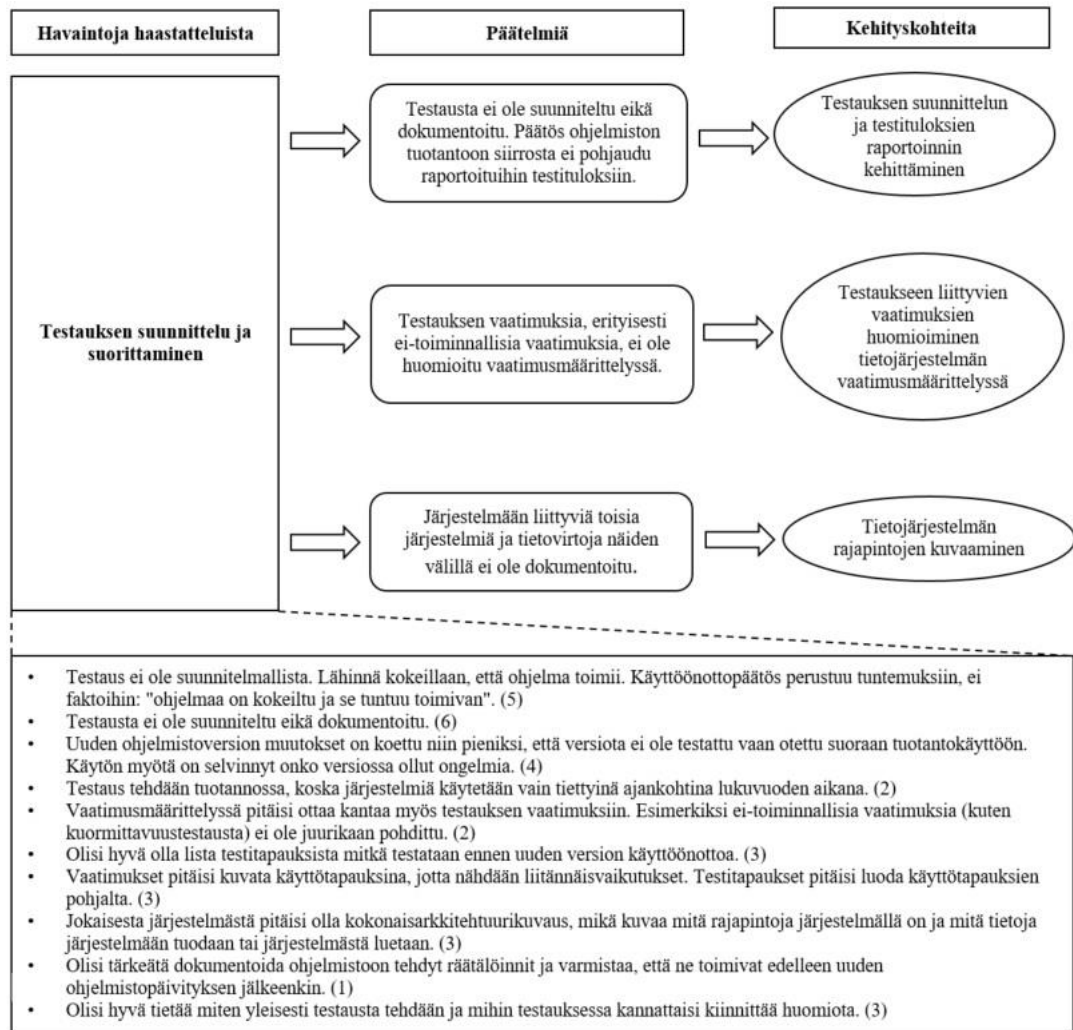 Havaintoja haastatteluista
Päätelmiä
Kehityskohteita
Testauksen suunnittelu ja
suorittaminen
Testausta ei ole suunniteltu eikä
dokumentoitu. Päätös ohjelmiston
tuotantoon siirrosta ei pohjaudu
raportoituihin testituloksiin.
Testauksen suunnittelun
ja testituloksien
raportoinnin
kehittäminen
Testauksen vaatimuksia, erityisesti
ei-toiminnallisia vaatimuksia, ei ole
huomioitu vaatimusmäärittelyssä.
Testaukseen liittyvien
vaatimuksien
huomioiminen
tietojärjestelmän
vaatimusmäärittelyssä
Järjestelmään liittyviä toisia
järjestelmiä ja tietovirtoja näiden
välillä ei ole dokumentoitu.
Tietojärjestelmän
rajapintojen kuvaaminen
• Testaus ei ole suunnitelmallista. Lähinnä kokeillaan, että ohjelma toimii. Käyttöönottopäätös perustuu tuntemuksiin, ei
faktoihin: "ohjelmaa on kokeiltu ja se tuntuu toimivan". (5)
• Testausta ei ole suunniteltu eikä dokumentoitu. (6)
• Uuden ohjelmistoversion muutokset on koettu niin pieniksi, että versiota ei ole testattu vaan otettu suoraan tuotantokäyttöön.
Käytön myötä on selvinnyt onko versiossa ollut ongelmia. (4)
• Testaus tehdään tuotannossa, koska järjestelmiä käytetään vain tiettyinä ajankohtina lukuvuoden aikana. (2)
• Vaatimusmäärittelyssä pitäisi ottaa kantaa myös testauksen vaatimuksiin. Esimerkiksi ei-toiminnallisia vaatimuksia (kuten
kuormittavuustestausta) ei ole juurikaan pohdittu. (2)
• Olisi hyvä olla lista testitapauksista mitkä testataan ennen uuden version käyttöönottoa. (3)
• Vaatimukset pitäisi kuvata käyttötapauksina, jotta nähdään liitännäisvaikutukset. Testitapaukset pitäisi luoda käyttötapauksien
pohjalta. (3)
• Jokaisesta järjestelmästä pitäisi olla kokonaisarkkitehtuurikuvaus, mikä kuvaa mitä rajapintoja järjestelmällä on ja mitä tietoja
järjestelmään tuodaan tai järjestelmästä luetaan. (3)
• Olisi tärkeätä dokumentoida ohjelmistoon tehdyt räätälöinnit ja varmistaa, että ne toimivat edelleen uuden
ohjelmistopäivityksen jälkeenkin. (1)
• Olisi hyvä tietää miten yleisesti testausta tehdään ja mihin testauksessa kannattaisi kiinnittää huomiota. (3)